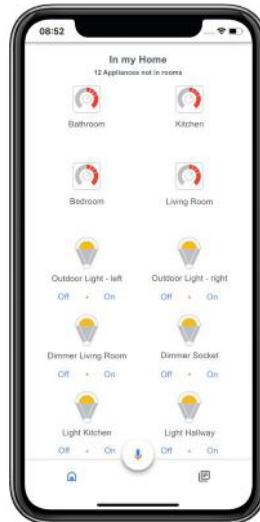 08:52
In my Home
12 Appliances not in rooms
Bathroom Kitchen
Bedroom Living Room
Outdoor Light - left Outdoor Light - right
Off • On Off • On
Dimmer Living Room Dimmer Socket
Off • On Off • On
Light Kitchen Light Hallway
Off • On Off • On